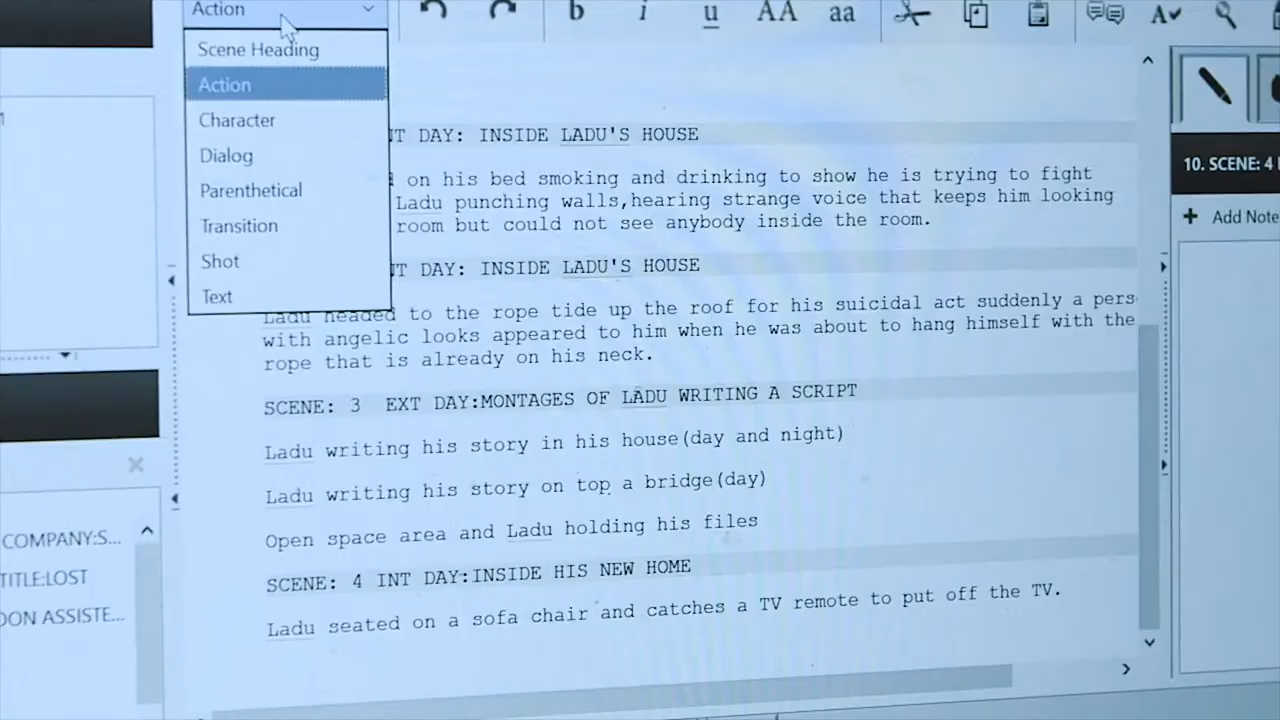 Action
b i u AA aa
Scene Heading
Action
Character
Dialog
Parenthetical
Transition
Shot
Text
NT DAY: INSIDE LADU'S HOUSE
on his bed smoking and drinking to show he is trying to fight
Ladu punching walls,hearing strange voice that keeps him looking
room but could not see anybody inside the room.
NT DAY: INSIDE LADU'S HOUSE
Ladu headed to the rope tide up the roof for his suicidal act suddenly a pers
with angelic looks appeared to him when he was about to hang himself with the
rope that is already on his neck.
SCENE: 3 EXT DAY:MONTAGES OF LADU WRITING A SCRIPT
Ladu writing his story in his house(day and night)
Ladu writing his story on top a bridge(day)
Open space area and Ladu holding his files
SCENE: 4 INT DAY:INSIDE HIS NEW HOME
Ladu seated on a sofa chair and catches a TV remote to put off the TV.
10. SCENE: 4
Add Note
COMPANY:S...
TITLE:LOST
DON ASSISTE...